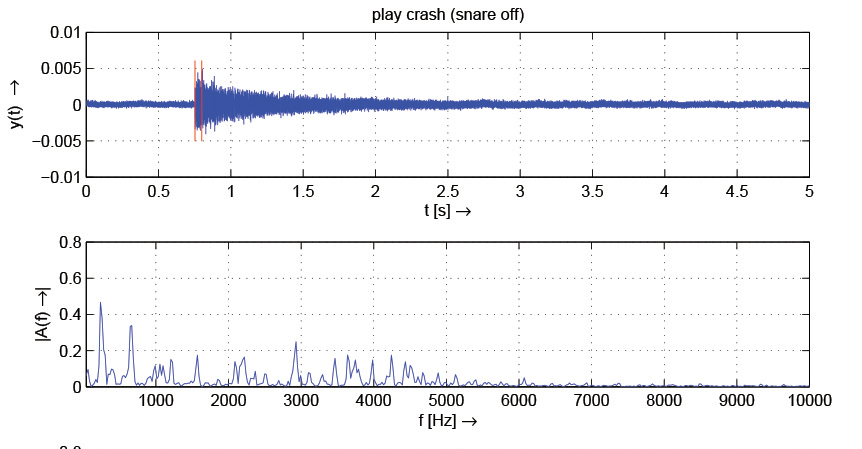 play crash (snare off)
0.01
0.005
0
−0.005
−0.01
y(t) →
0 0.5 1 1.5 2 2.5 3 3.5 4 4.5 5
t [s] →
0.8
0.6
0.4
0.2
0
|A(f) →|
1000 2000 3000 4000 5000 6000 7000 8000 9000 10000
f [Hz] →